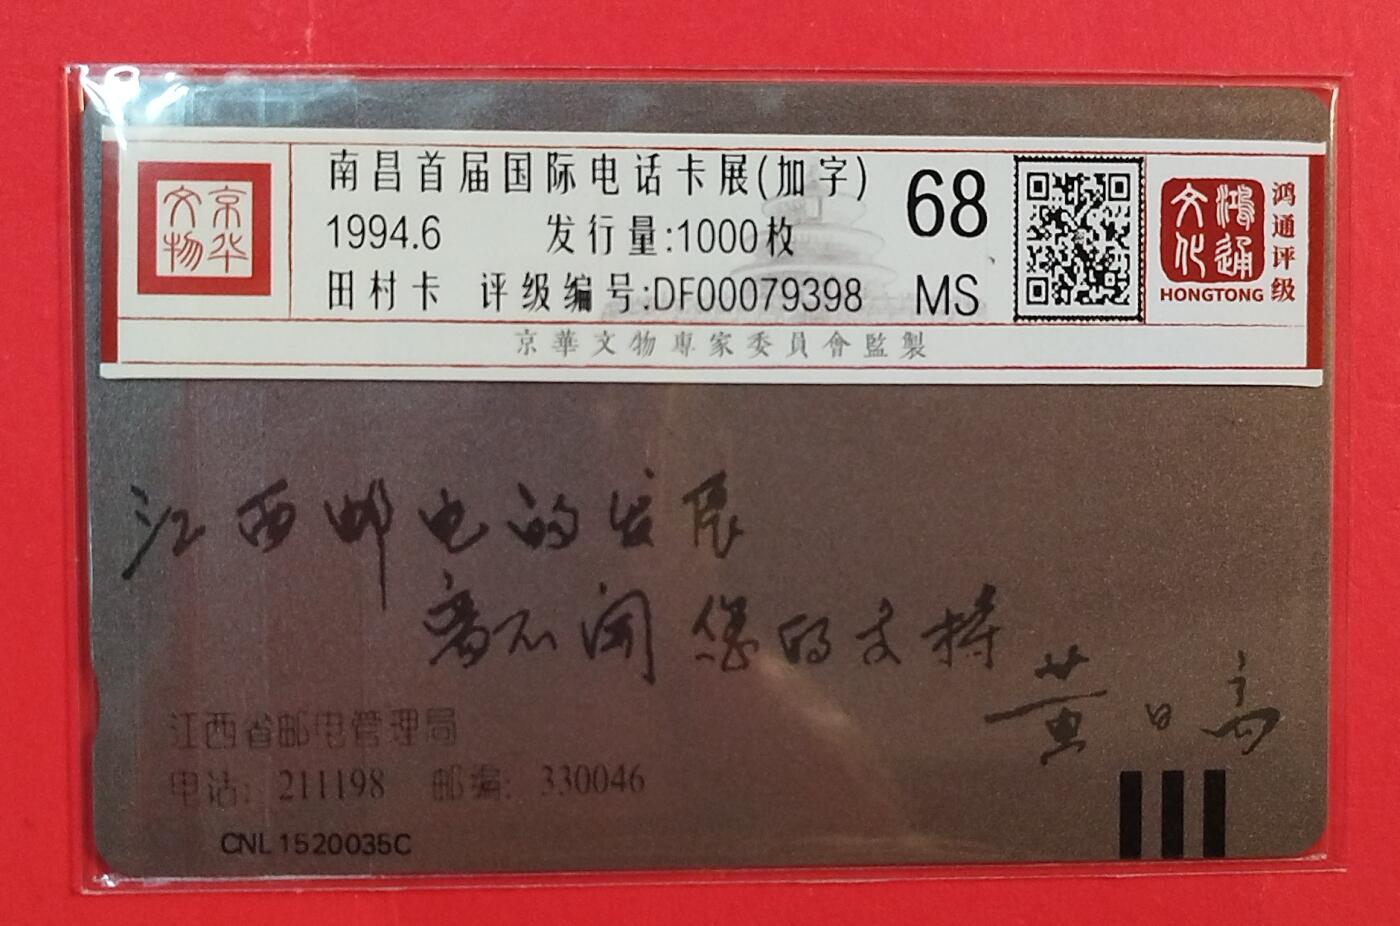 京华文物
南昌首届国际电话卡展(加字)
1994.6 发行量:1000枚
田村卡 评级编号:DF00079398
68
MS
鸿通文化
HONGTONG
鸿通评级
京華文物專家委員會監製
江西邮电的发展
离不开您的支持
黄日高
江西省邮电管理局
电话: 211198 邮编: 330046
CNL1520035C